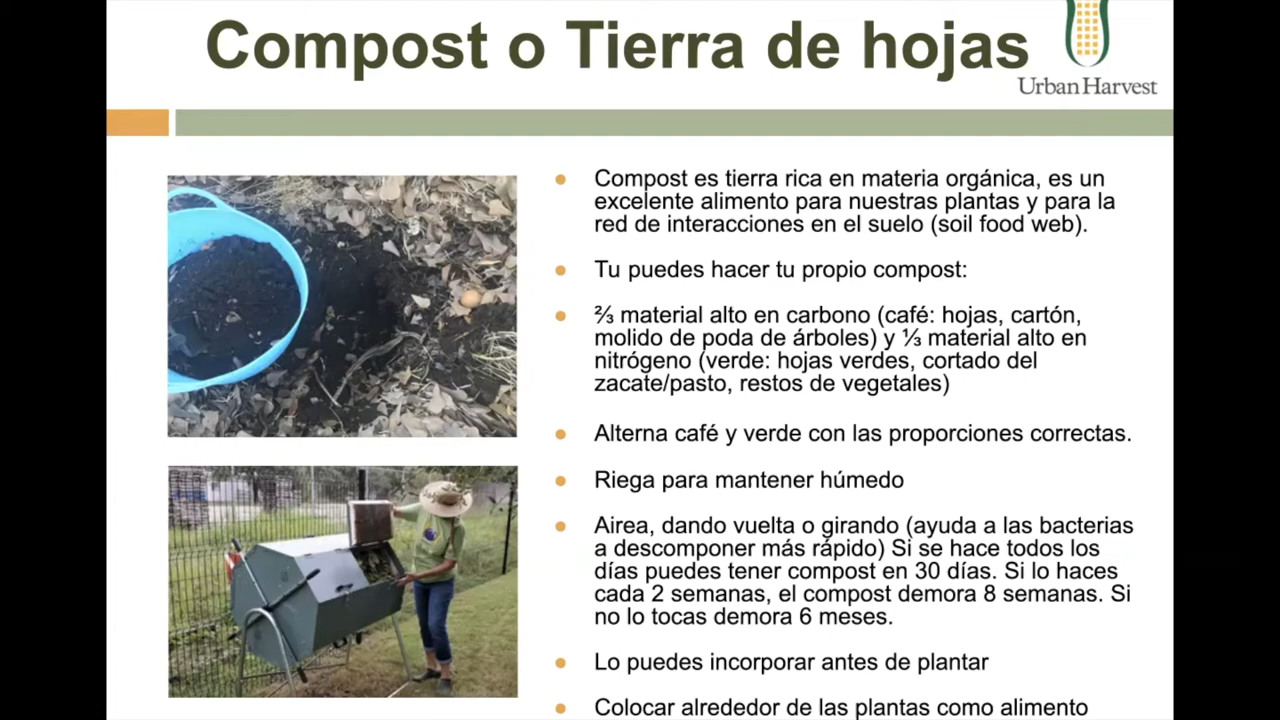 Compost o Tierra de hojas
Urban Harvest
Compost es tierra rica en materia orgánica, es un
excelente alimento para nuestras plantas y para la
red de interacciones en el suelo (soil food web).
Tu puedes hacer tu propio compost:
⅔ material alto en carbono (café: hojas, cartón,
molido de poda de árboles) y ⅓ material alto en
nitrógeno (verde: hojas verdes, cortado del
zacate/pasto, restos de vegetales)
Alterna café y verde con las proporciones correctas.
Riega para mantener húmedo
Airea, dando vuelta o girando (ayuda a las bacterias
a descomponer más rápido) Si se hace todos los
días puedes tener compost en 30 días. Si lo haces
cada 2 semanas, el compost demora 8 semanas. Si
no lo tocas demora 6 meses.
Lo puedes incorporar antes de plantar
Colocar alrededor de las plantas como alimento